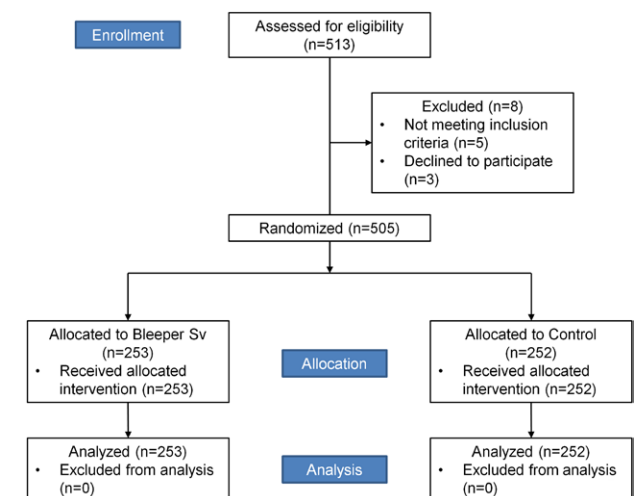 Enrollment
Assessed for eligibility
(n=513)
Excluded (n=8)
• Not meeting inclusion
criteria (n=5)
• Declined to participate
(n=3)
Randomized (n=505)
Allocated to Bleeper Sv
(n=253)
• Received allocated
intervention (n=253)
Allocation
Allocated to Control
(n=252)
• Received allocated
intervention (n=252)
Analyzed (n=253)
• Excluded from analysis
(n=0)
Analysis
Analyzed (n=252)
• Excluded from analysis
(n=0)